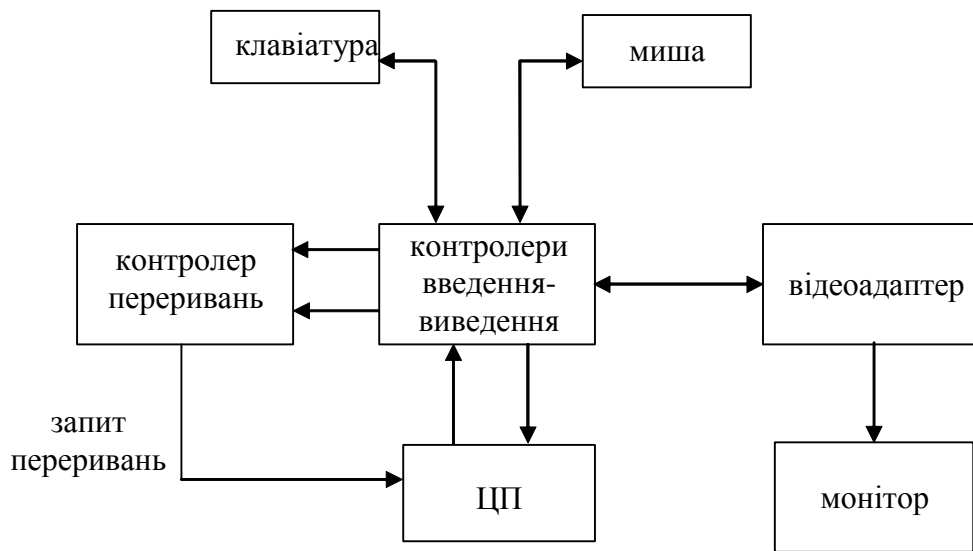 клавіатура
миша
контролер
переривань
контролери
введення-
виведення
відеоадаптер
запит
переривань
ЦП
монітор